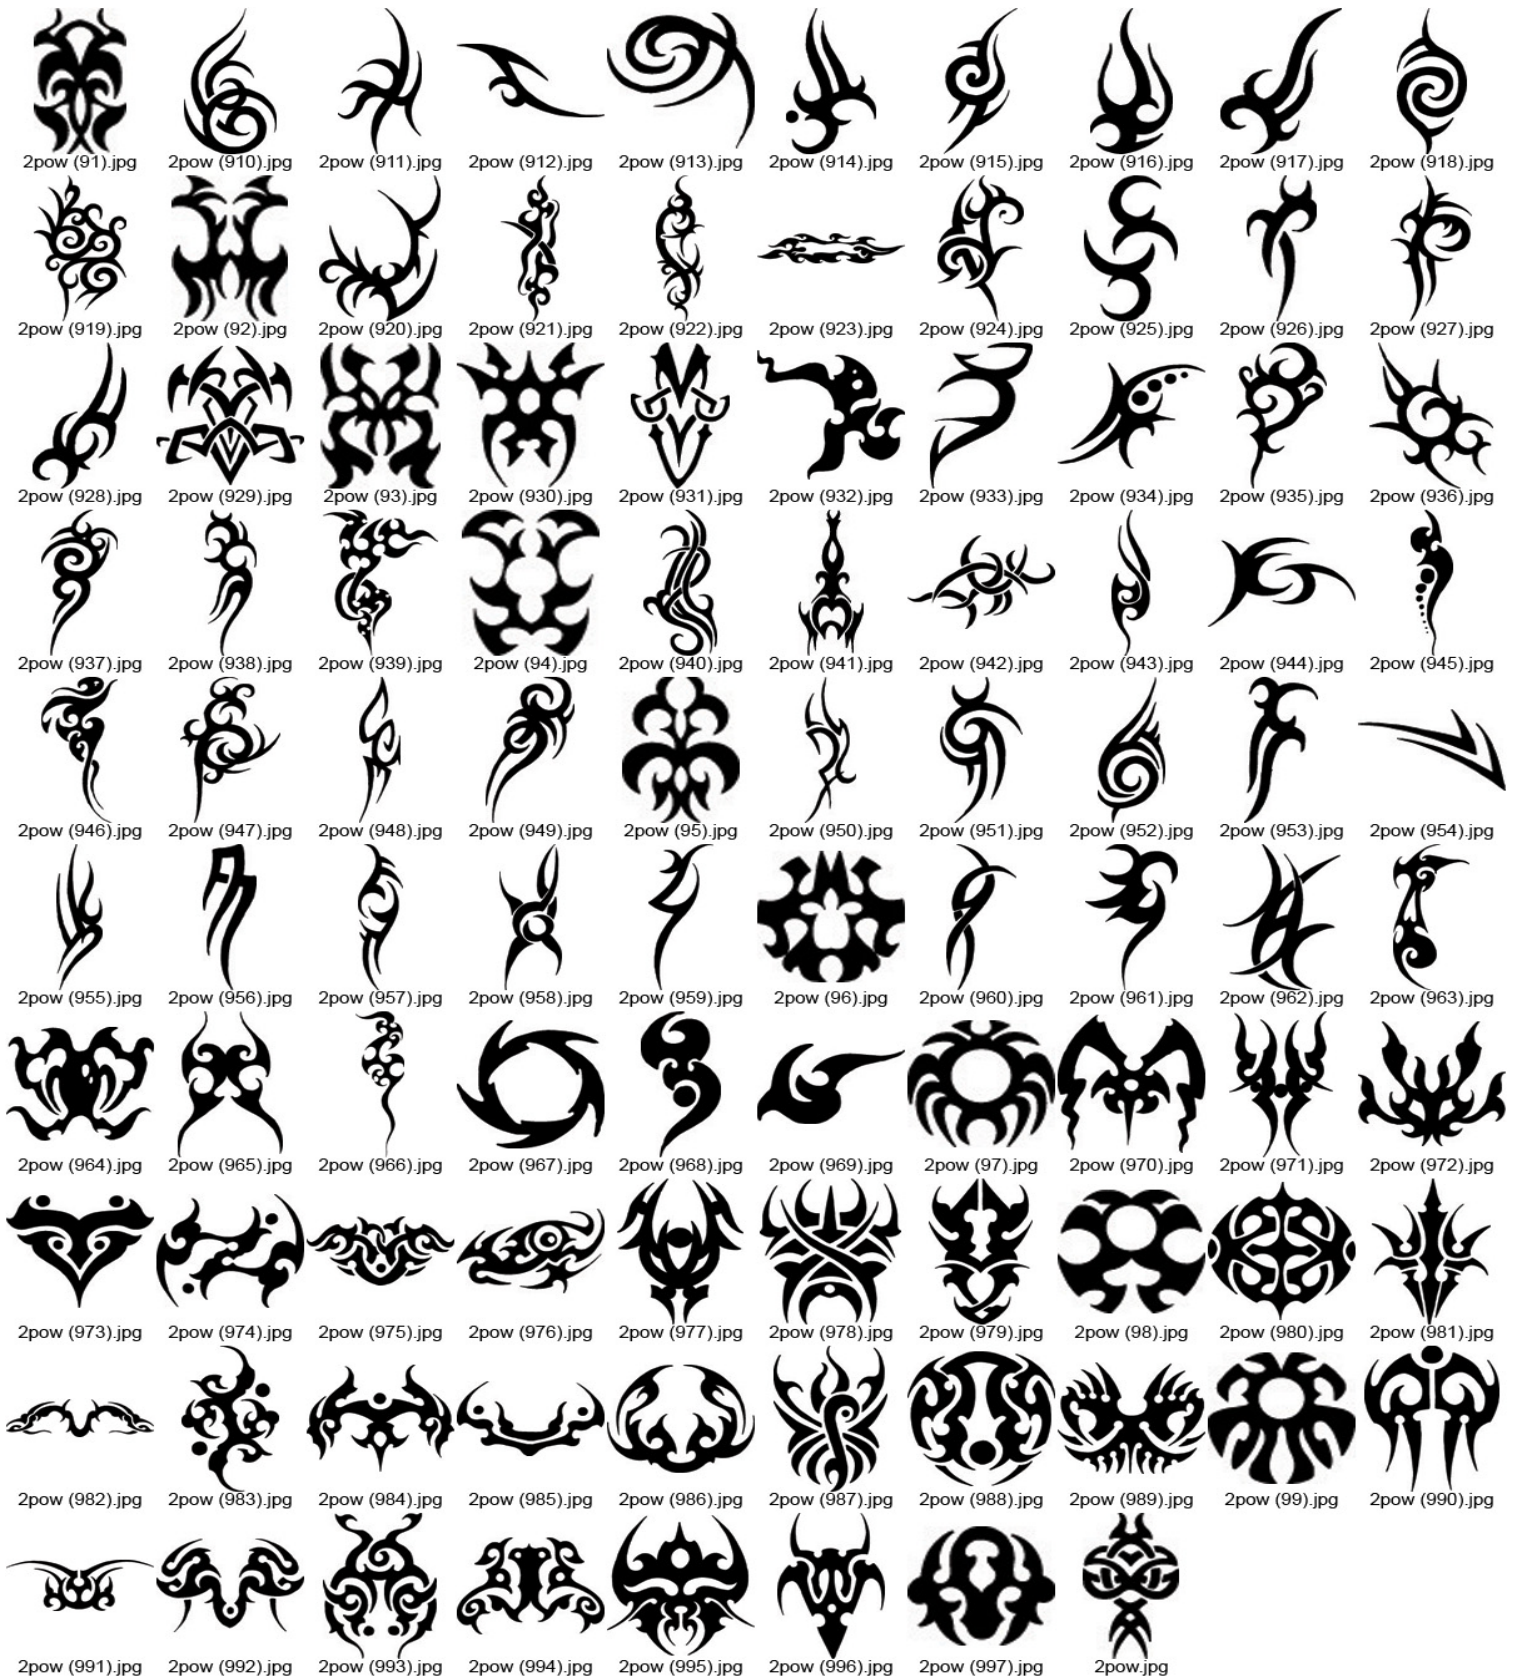 2pow (91).jpg 2pow (910).jpg 2pow (911).jpg 2pow (912).jpg 2pow (913).jpg 2pow (914).jpg 2pow (915).jpg 2pow (916).jpg 2pow (917).jpg 2pow (918).jpg
2pow (919).jpg 2pow (92).jpg 2pow (920).jpg 2pow (921).jpg 2pow (922).jpg 2pow (923).jpg 2pow (924).jpg 2pow (925).jpg 2pow (926).jpg 2pow (927).jpg
2pow (928).jpg 2pow (929).jpg 2pow (93).jpg 2pow (930).jpg 2pow (931).jpg 2pow (932).jpg 2pow (933).jpg 2pow (934).jpg 2pow (935).jpg 2pow (936).jpg
2pow (937).jpg 2pow (938).jpg 2pow (939).jpg 2pow (94).jpg 2pow (940).jpg 2pow (941).jpg 2pow (942).jpg 2pow (943).jpg 2pow (944).jpg 2pow (945).jpg
2pow (946).jpg 2pow (947).jpg 2pow (948).jpg 2pow (949).jpg 2pow (95).jpg 2pow (950).jpg 2pow (951).jpg 2pow (952).jpg 2pow (953).jpg 2pow (954).jpg
2pow (955).jpg 2pow (956).jpg 2pow (957).jpg 2pow (958).jpg 2pow (959).jpg 2pow (96).jpg 2pow (960).jpg 2pow (961).jpg 2pow (962).jpg 2pow (963).jpg
2pow (964).jpg 2pow (965).jpg 2pow (966).jpg 2pow (967).jpg 2pow (968).jpg 2pow (969).jpg 2pow (97).jpg 2pow (970).jpg 2pow (971).jpg 2pow (972).jpg
2pow (973).jpg 2pow (974).jpg 2pow (975).jpg 2pow (976).jpg 2pow (977).jpg 2pow (978).jpg 2pow (979).jpg 2pow (98).jpg 2pow (980).jpg 2pow (981).jpg
2pow (982).jpg 2pow (983).jpg 2pow (984).jpg 2pow (985).jpg 2pow (986).jpg 2pow (987).jpg 2pow (988).jpg 2pow (989).jpg 2pow (99).jpg 2pow (990).jpg
2pow (991).jpg 2pow (992).jpg 2pow (993).jpg 2pow (994).jpg 2pow (995).jpg 2pow (996).jpg 2pow (997).jpg 2pow.jpg